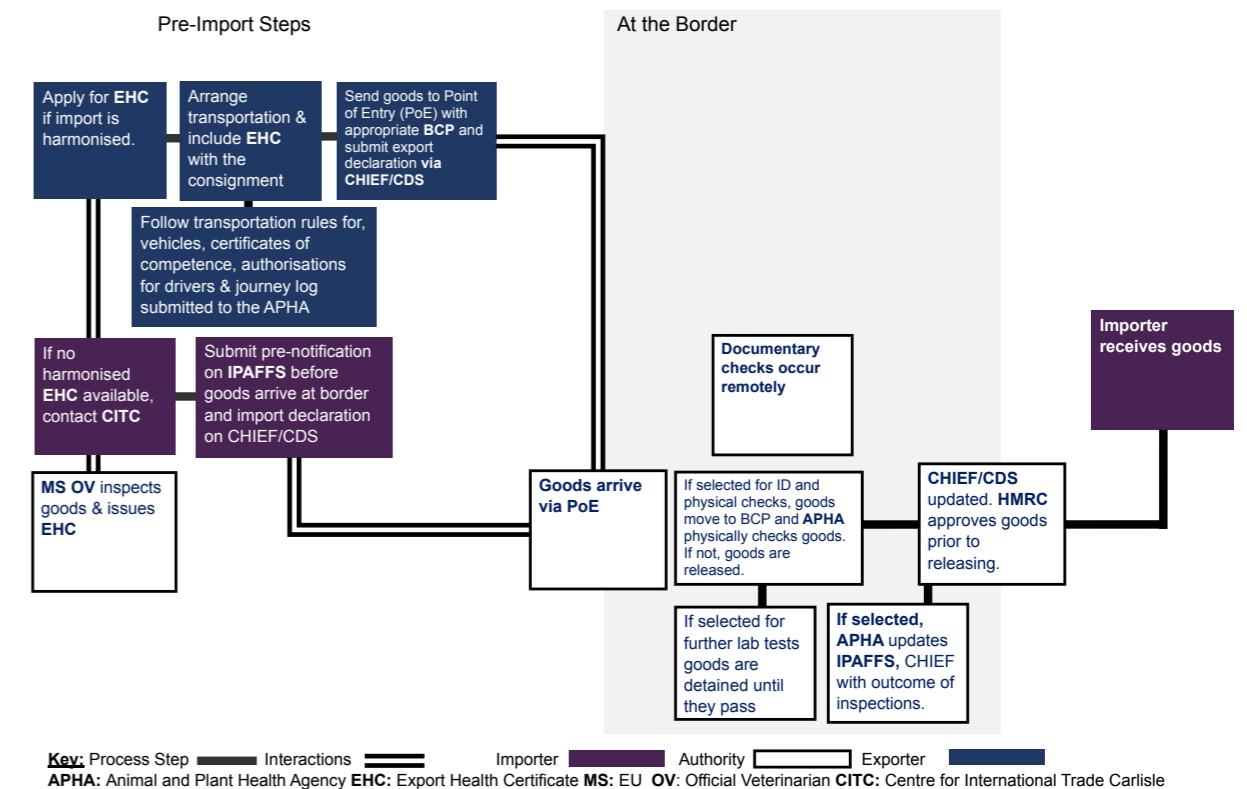 Pre-Import Steps
At the Border
Apply for EHC
if import is
harmonised.
Arrange
transportation &
include EHC
with the
consignment
Send goods to Point
of Entry (PoE) with
appropriate BCP and
submit export
declaration via
CHIEF/CDS
Follow transportation rules for,
vehicles, certificates of
competence, authorisations
for drivers & journey log
submitted to the APHA
If no
harmonised
EHC available,
contact CITC
Submit pre-notification
on IPAFFS before
goods arrive at border
and import declaration
on CHIEF/CDS
MS OV inspects
goods & issues
EHC
Goods arrive
via PoE
Documentary
checks occur
remotely
If selected for ID and
physical checks, goods
move to BCP and APHA
physically checks goods.
If not, goods are
released.
If selected for
further lab tests
goods are
detained until
they pass
CHIEF/CDS
updated. HMRC
approves goods
prior to
releasing.
If selected,
APHA updates
IPAFFS, CHIEF
with outcome of
inspections.
Importer
receives goods
Key: Process Step Interactions Importer Authority Exporter
APHA: Animal and Plant Health Agency EHC: Export Health Certificate MS: EU OV: Official Veterinarian CITC: Centre for International Trade Carlisle